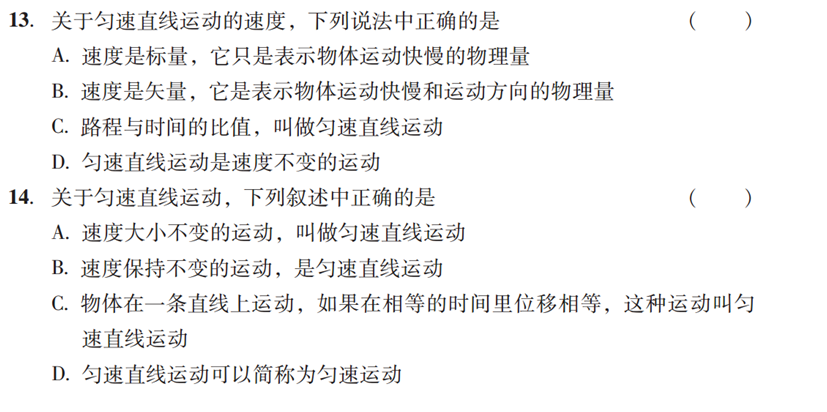 13. 关于匀速直线运动的速度，下列说法中正确的是 (  )
A. 速度是标量，它只是表示物体运动快慢的物理量
B. 速度是矢量，它是表示物体运动快慢和运动方向的物理量
C. 路程与时间的比值，叫做匀速直线运动
D. 匀速直线运动是速度不变的运动
14. 关于匀速直线运动，下列叙述中正确的是 (  )
A. 速度大小不变的运动，叫做匀速直线运动
B. 速度保持不变的运动，是匀速直线运动
C. 物体在一条直线上运动，如果在相等的时间里位移相等，这种运动叫匀
速直线运动
D. 匀速直线运动可以简称为匀速运动